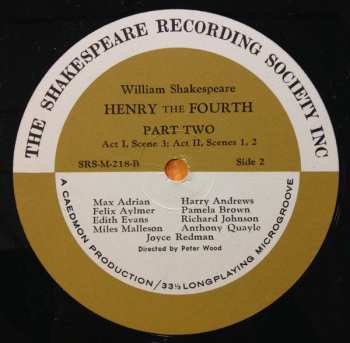 THE SHAKESPEARE RECORDING SOCIETY INC
William Shakespeare
HENRY THE FOURTH
PART TWO
Act I, Scene 3; Act II, Scenes 1, 2
SRS-M-218-B Side 2
Max Adrian Harry Andrews
Felix Aylmer Pamela Brown
Edith Evans Richard Johnson
Miles Malleson Anthony Quayle
Joyce Redman
Directed by Peter Wood
A CAEDMON PRODUCTION/33⅓ LONGPLAYING MICROGROOVE